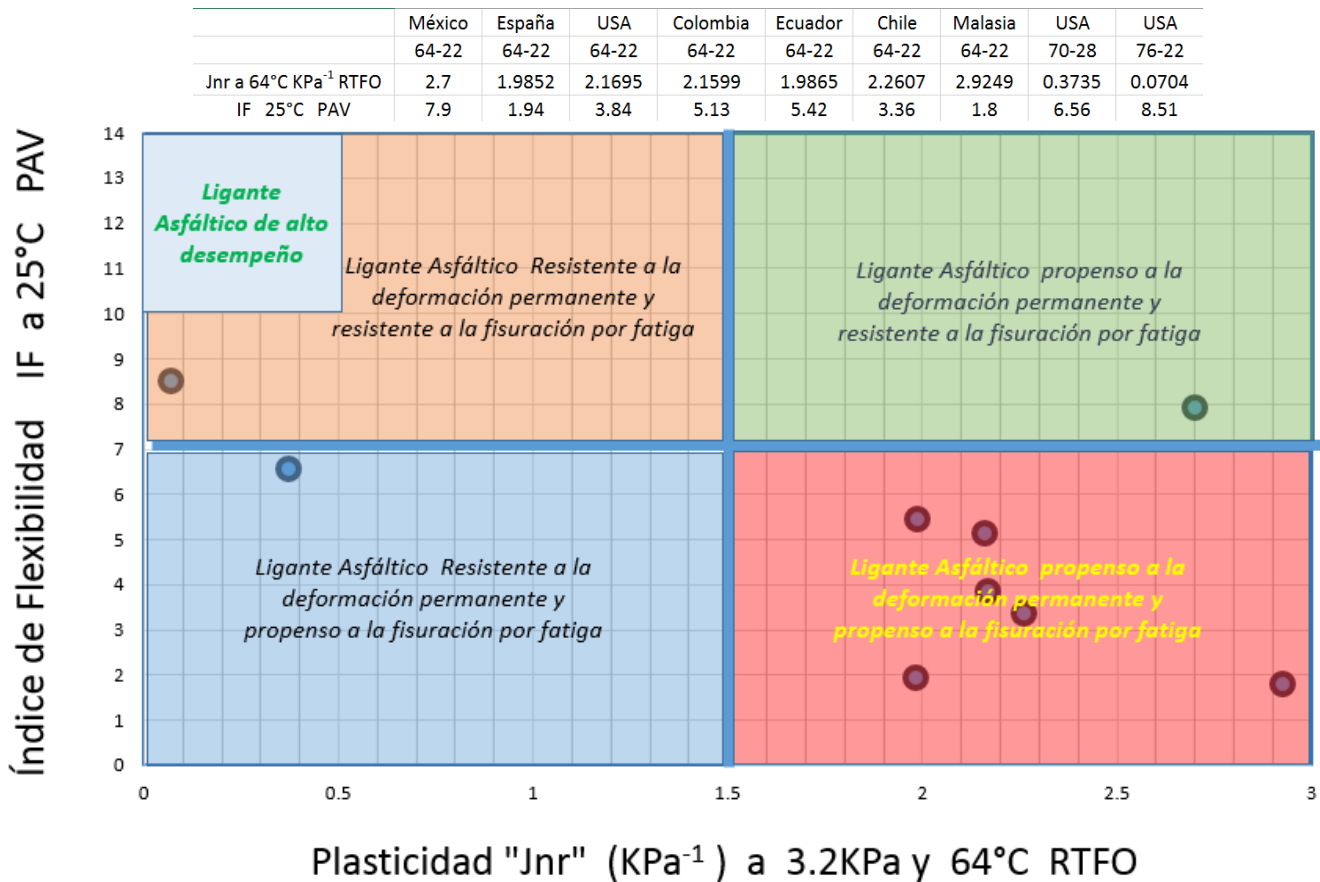 México España USA Colombia Ecuador Chile Malasia USA USA
64-22 64-22 64-22 64-22 64-22 64-22 64-22 70-28 76-22
Jnr a 64°C KPa⁻¹ RTFO 2.7 1.9852 2.1695 2.1599 1.9865 2.2607 2.9249 0.3735 0.0704
IF 25°C PAV 7.9 1.94 3.84 5.13 5.42 3.36 1.8 6.56 8.51
Índice de Flexibilidad IF a 25°C PAV
14
13
12
11
10
9
8
7
6
5
4
3
2
1
0
Ligante
Asfáltico de alto
desempeño
Ligante Asfáltico Resistente a la
deformación permanente y
resistente a la fisuración por fatiga
Ligante Asfáltico propenso a la
deformación permanente y
resistente a la fisuración por fatiga
Ligante Asfáltico Resistente a la
deformación permanente y
propenso a la fisuración por fatiga
Ligante Asfáltico propenso a la
deformación permanente y
propenso a la fisuración por fatiga
0 0.5 1 1.5 2 2.5 3
Plasticidad "Jnr" (KPa⁻¹ ) a 3.2KPa y 64°C RTFO